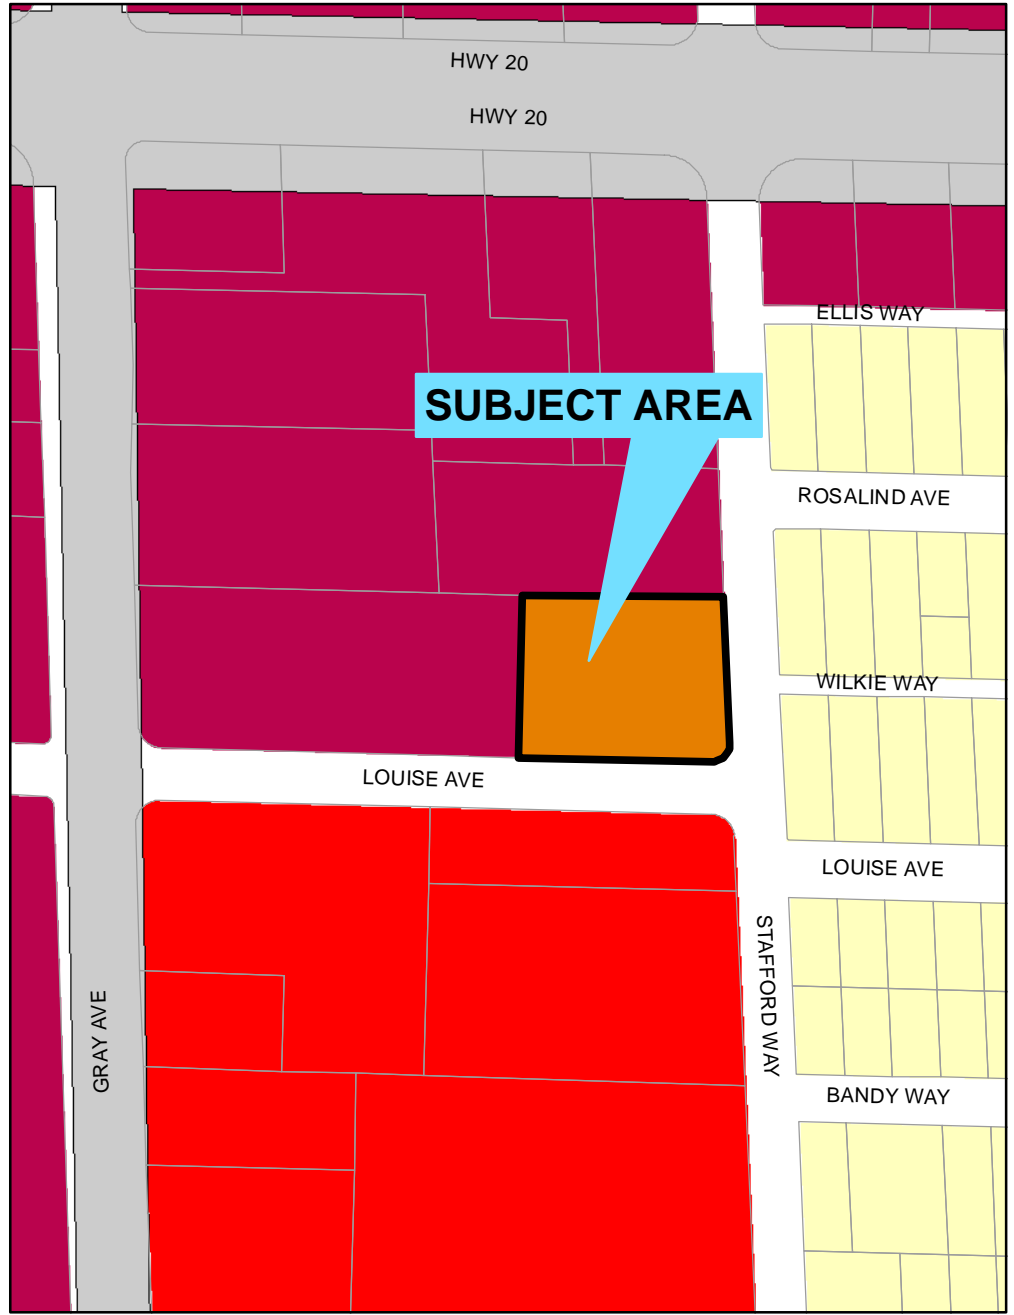 HWY 20
HWY 20
ELLIS WAY
SUBJECT AREA
ROSALIND AVE
WILKIE WAY
LOUISE AVE
LOUISE AVE
STAFFORD WAY
GRAY AVE
BANDY WAY